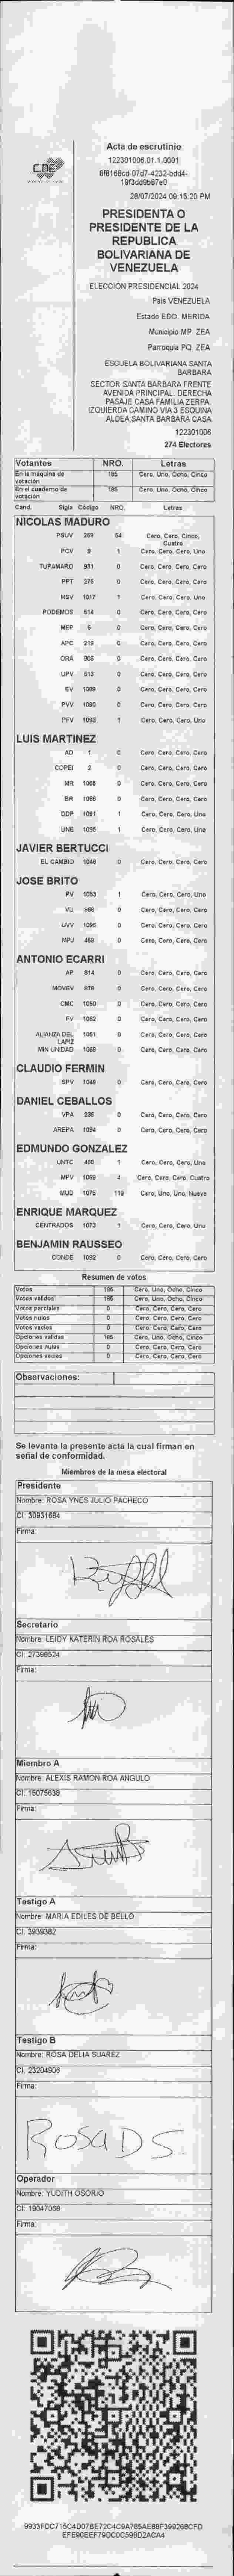 CNE
Acta de escrutinio
122301006.01.1.0001
8f8168cd-07d7-4232-bdd4-
19f3dd9b87e0
28/07/2024 09:15:20 PM
PRESIDENTA O
PRESIDENTE DE LA
REPUBLICA
BOLIVARIANA DE
VENEZUELA
ELECCIÓN PRESIDENCIAL 2024
País VENEZUELA
Estado EDO. MERIDA
Municipio MP. ZEA
Parroquia PQ. ZEA
ESCUELA BOLIVARIANA SANTA
BARBARA
SECTOR SANTA BARBARA FRENTE
AVENIDA PRINCIPAL. DERECHA
PASAJE CASA FAMILIA ZERPA.
IZQUIERDA CAMINO VIA 3 ESQUINA
ALDEA SANTA BARBARA CASA
122301006
274 Electores
Votantes NRO. Letras
En la maquina de votación 185 Cero, Uno, Ocho, Cinco
En el cuaderno de votación 185 Cero, Uno, Ocho, Cinco
Cand. Sigla Código NRO. Letras
NICOLAS MADURO
PSUV 269 54 Cero, Cero, Cinco, Cuatro
PCV 9 1 Cero, Cero, Cero, Uno
TUPAMARO 931 0 Cero, Cero, Cero, Cero
PPT 275 0 Cero, Cero, Cero, Cero
MSV 1017 1 Cero, Cero, Cero, Uno
PODEMOS 514 0 Cero, Cero, Cero, Cero
MEP 6 0 Cero, Cero, Cero, Cero
APC 219 0 Cero, Cero, Cero, Cero
ORA 905 0 Cero, Cero, Cero, Cero
UPV 513 0 Cero, Cero, Cero, Cero
EV 1089 0 Cero, Cero, Cero, Cero
PVV 1090 0 Cero, Cero, Cero, Cero
PFV 1093 1 Cero, Cero, Cero, Uno
LUIS MARTINEZ
AD 1 0 Cero, Cero, Cero, Cero
COPEI 2 0 Cero, Cero, Cero, Cero
MR 1068 0 Cero, Cero, Cero, Cero
BR 1066 0 Cero, Cero, Cero, Cero
DDP 1091 1 Cero, Cero, Cero, Uno
UNE 1095 1 Cero, Cero, Cero, Uno
JAVIER BERTUCCI
EL CAMBIO 1046 0 Cero, Cero, Cero, Cero
JOSE BRITO
PV 1083 1 Cero, Cero, Cero, Uno
VU 968 0 Cero, Cero, Cero, Cero
UVV 1096 0 Cero, Cero, Cero, Cero
MPJ 459 0 Cero, Cero, Cero, Cero
ANTONIO ECARRI
AP 814 0 Cero, Cero, Cero, Cero
MOVEV 979 0 Cero, Cero, Cero, Cero
CMC 1050 0 Cero, Cero, Cero, Cero
FV 1062 0 Cero, Cero, Cero, Cero
ALIANZA DEL LAPIZ 1051 0 Cero, Cero, Cero, Cero
MIN UNIDAD 1069 0 Cero, Cero, Cero, Cero
CLAUDIO FERMIN
SPV 1049 0 Cero, Cero, Cero, Cero
DANIEL CEBALLOS
VPA 236 0 Cero, Cero, Cero, Cero
AREPA 1094 0 Cero, Cero, Cero, Cero
EDMUNDO GONZALEZ
UNTC 460 1 Cero, Cero, Cero, Uno
MPV 1069 4 Cero, Cero, Cero, Cuatro
MUD 1075 119 Cero, Uno, Uno, Nueve
ENRIQUE MARQUEZ
CENTRADOS 1073 1 Cero, Cero, Cero, Uno
BENJAMIN RAUSSEO
CONDE 1092 0 Cero, Cero, Cero, Cero
Resumen de votos
Votos 185 Cero, Uno, Ocho, Cinco
Votos validos 185 Cero, Uno, Ocho, Cinco
Votos parciales 0 Cero, Cero, Cero, Cero
Votos nulos 0 Cero, Cero, Cero, Cero
Votos vacios 0 Cero, Cero, Cero, Cero
Opciones validas 185 Cero, Uno, Ocho, Cinco
Opciones nulas 0 Cero, Cero, Cero, Cero
Opciones vacias 0 Cero, Cero, Cero, Cero
Observaciones:
Se levanta la presente acta la cual firman en
señal de conformidad.
Miembros de la mesa electoral
Presidente
Nombre: ROSA YNES JULIO PACHECO
CI: 30931684
Firma:
Secretario
Nombre: LEIDY KATERIN ROA ROSALES
CI: 27398524
Firma:
Miembro A
Nombre: ALEXIS RAMON ROA ANGULO
CI: 15075638
Firma:
Testigo A
Nombre: MARIA EDILES DE BELLO
CI: 3939382
Firma:
Testigo B
Nombre: ROSA DELIA SUAREZ
CI: 23204906
Firma:
ROSA D S
Operador
Nombre: YUDITH OSORIO
CI: 19047068
Firma:
9933FDC715C4D07BE72C4C9A785AE88F399268CFD
EFE90EEF790C0C598D2ACA4